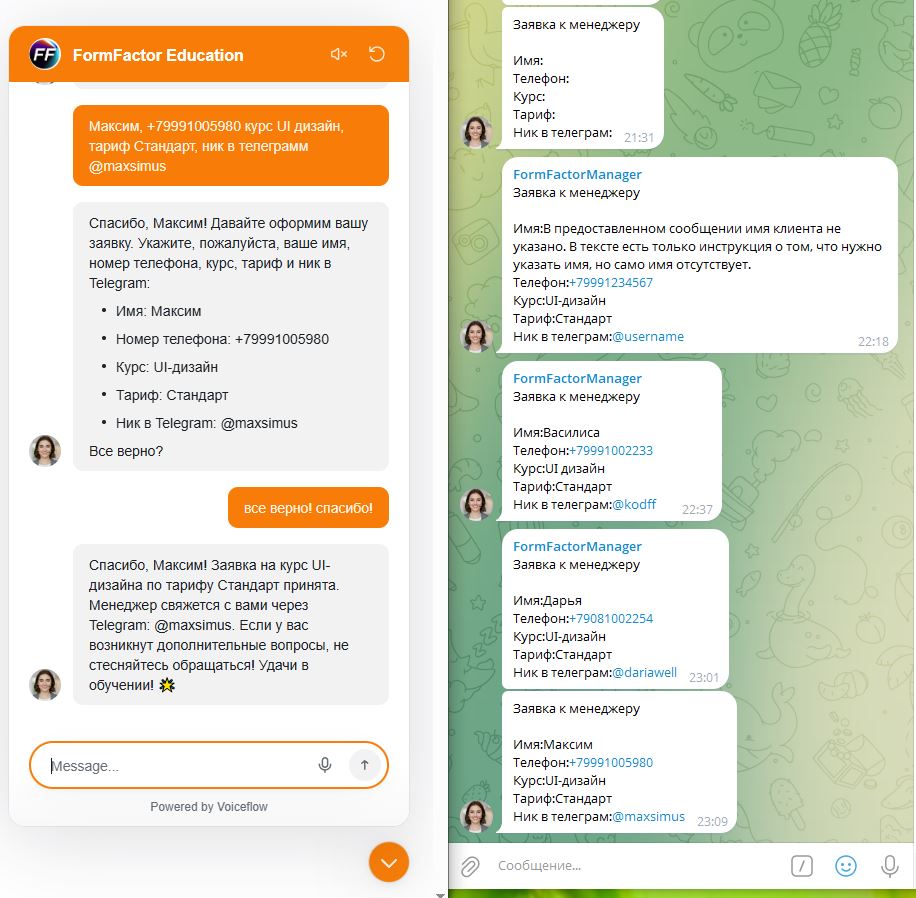 FF FormFactor Education
Максим, +79991005980 курс UI дизайн,
тариф Стандарт, ник в телеграмм
@maxsimus
Спасибо, Максим! Давайте оформим вашу
заявку. Укажите, пожалуйста, ваше имя,
номер телефона, курс, тариф и ник в
Telegram:
• Имя: Максим
• Номер телефона: +79991005980
• Курс: UI-дизайн
• Тариф: Стандарт
• Ник в Telegram: @maxsimus
Все верно?
все верно! спасибо!
Спасибо, Максим! Заявка на курс UI-
дизайна по тарифу Стандарт принята.
Менеджер свяжется с вами через
Telegram: @maxsimus. Если у вас
возникнут дополнительные вопросы, не
стесняйтесь обращаться! Удачи в
обучении! 🌟
Message...
Powered by Voiceflow
Заявка к менеджеру
Имя:
Телефон:
Курс:
Тариф:
Ник в телеграм: 21:31
FormFactorManager
Заявка к менеджеру
Имя:В предоставленном сообщении имя клиента не
указано. В тексте есть только инструкция о том, что нужно
указать имя, но само имя отсутствует.
Телефон:+79991234567
Курс:UI-дизайн
Тариф:Стандарт
Ник в телеграм:@username 22:18
FormFactorManager
Заявка к менеджеру
Имя:Василиса
Телефон:+79991002233
Курс:UI дизайн
Тариф:Стандарт
Ник в телеграм:@kodff 22:37
FormFactorManager
Заявка к менеджеру
Имя:Дарья
Телефон:+79081002254
Курс:UI-дизайн
Тариф:Стандарт
Ник в телеграм:@dariawell 23:01
Заявка к менеджеру
Имя:Максим
Телефон:+79991005980
Курс:UI-дизайн
Тариф:Стандарт
Ник в телеграм:@maxsimus 23:09
Сообщение...